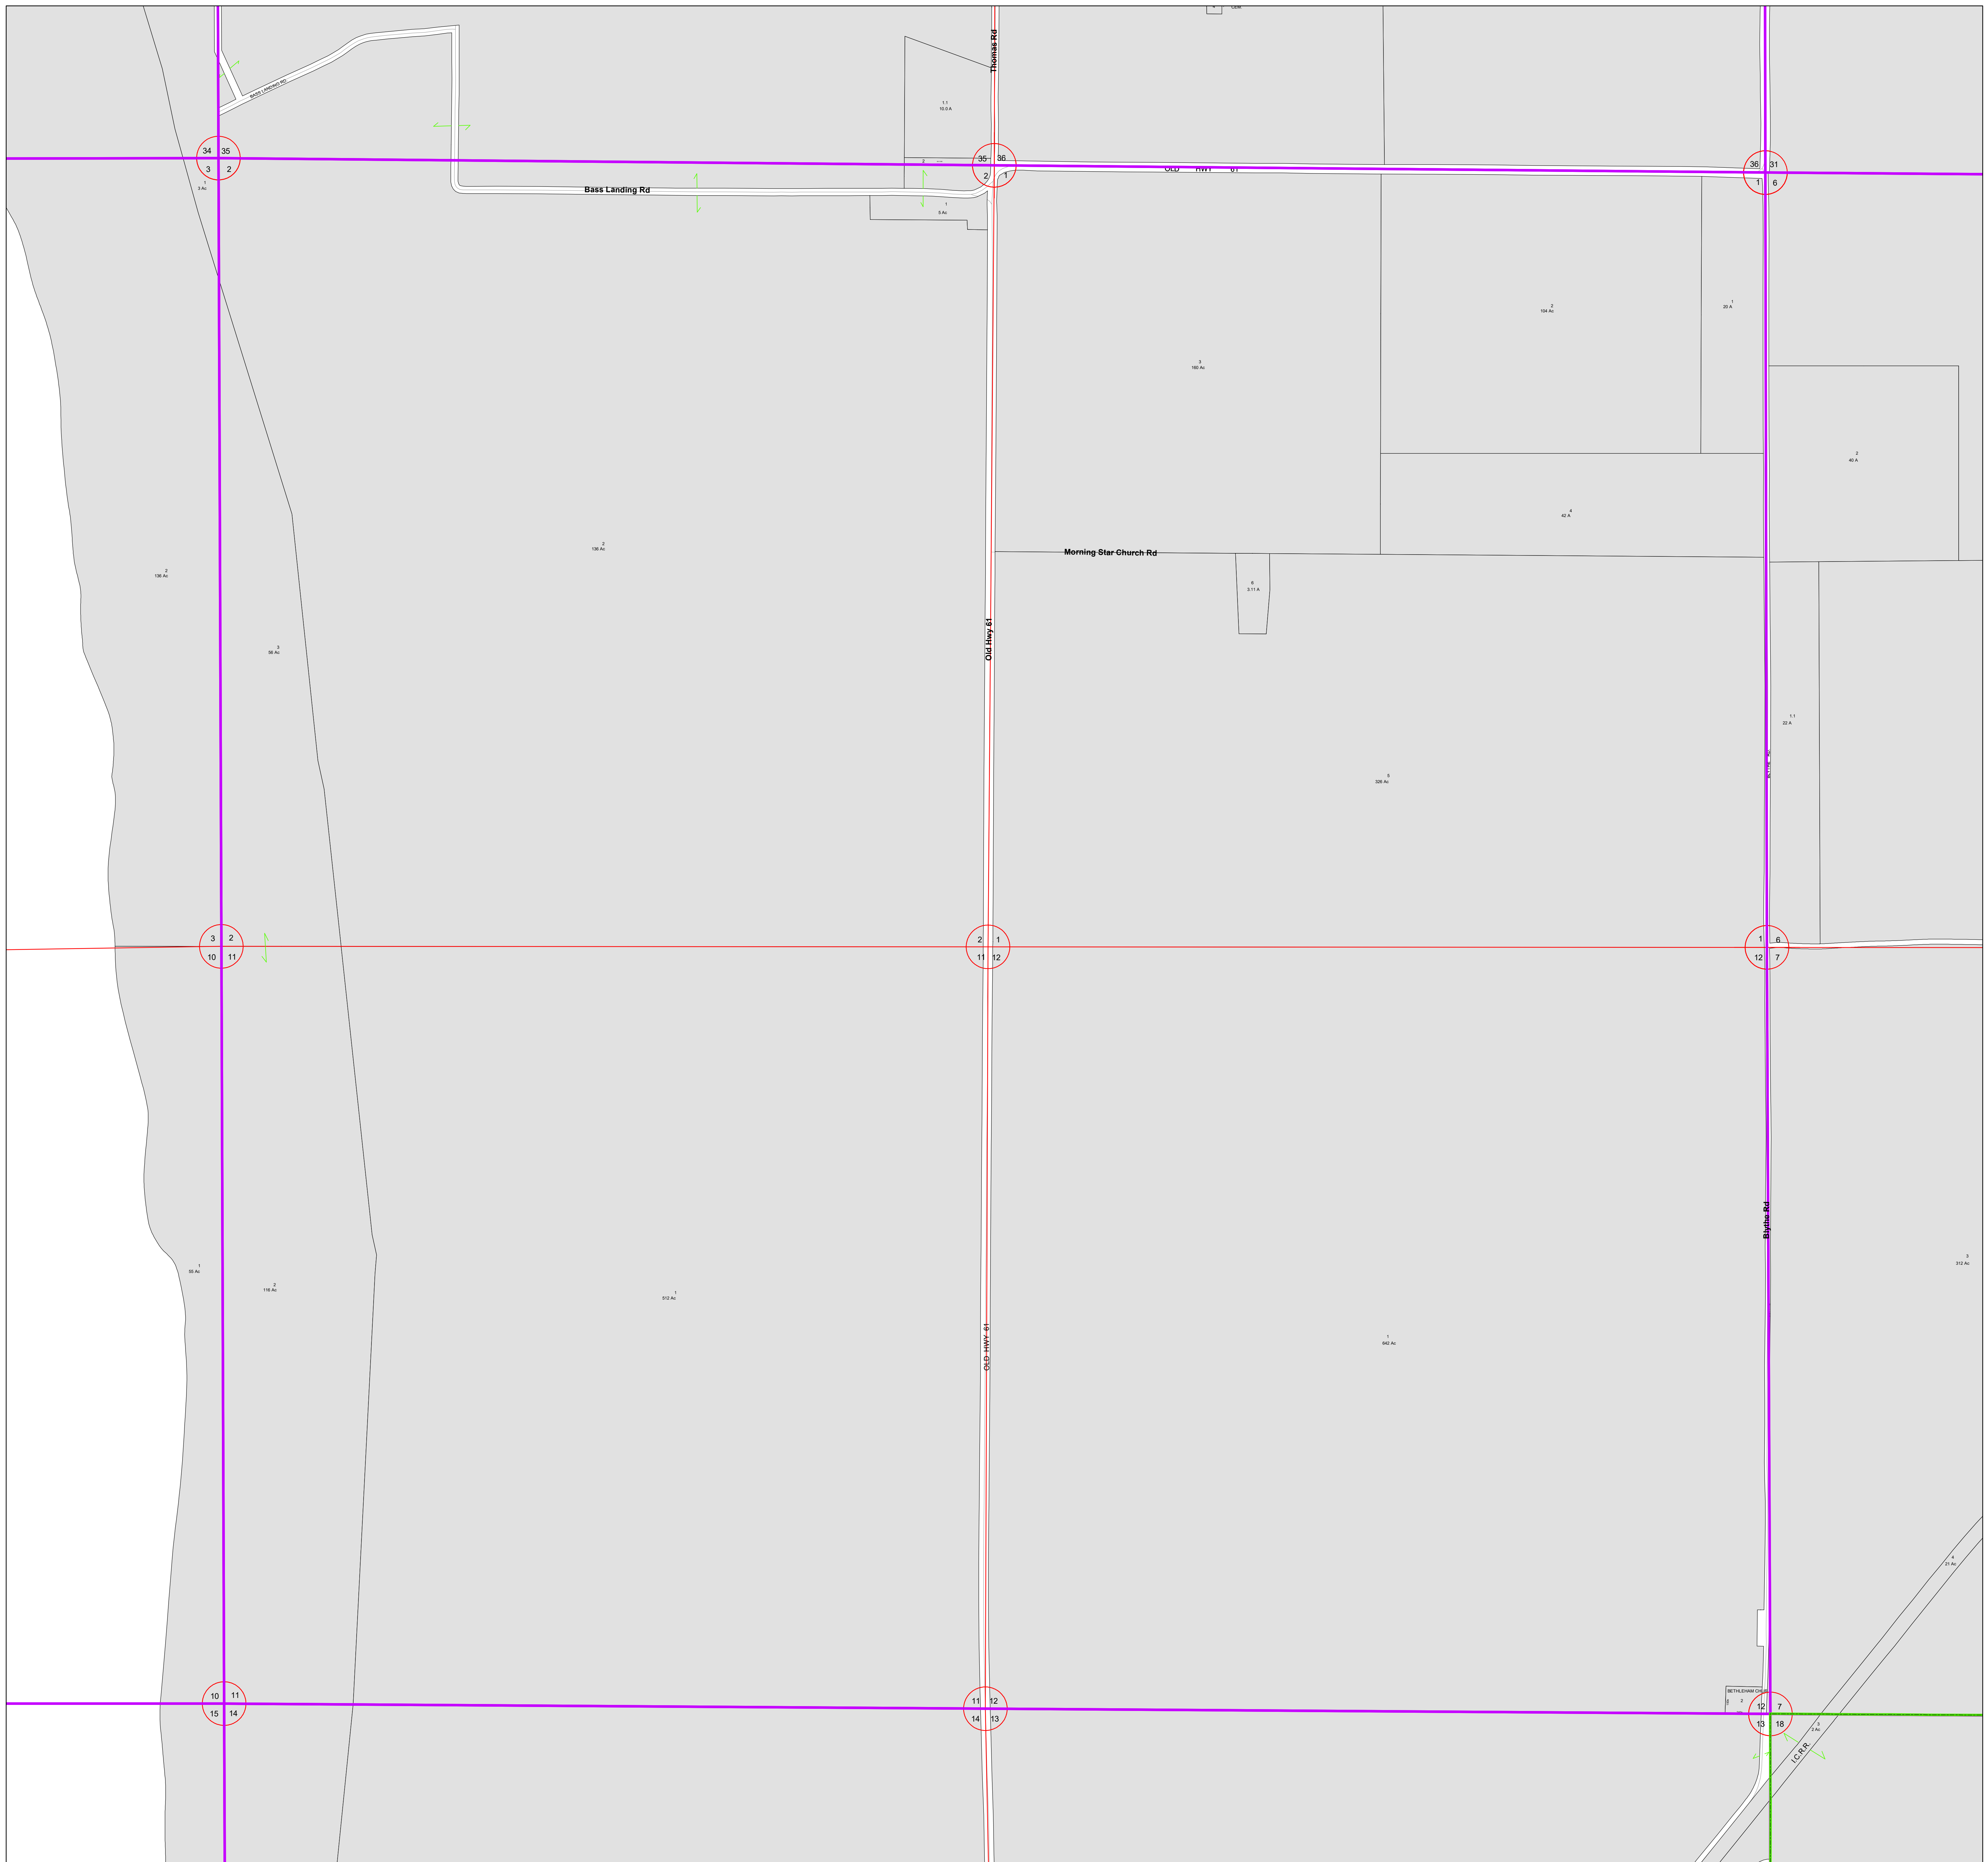 CEM.
Thomas Rd
BASS LANDING RD
1.1
10.0 A
34 35
3 2
35 36
2 1
36 31
1 6
2
1
3 Ac
OLD HWY 61
Bass Landing Rd
1
5 Ac
1
20 A
2
104 Ac
3
160 Ac
2
40 A
4
42 A
2
136 Ac
Morning Star Church Rd
2
136 Ac
6
3.11 A
Old Hwy 61
3
1.1
22 A
5
326 Ac
3 2
10 11
2 1
11 12
1 6
12 7
Blythe Rd
3
312 Ac
1
55 Ac
2
116 Ac
1
512 Ac
OLD HWY 61
1
642 Ac
4
21 Ac
BETHLEHAM
2
10 11
15 14
11 12
14 13
12 7
13 18
3
2 Ac
I.C.R.R.